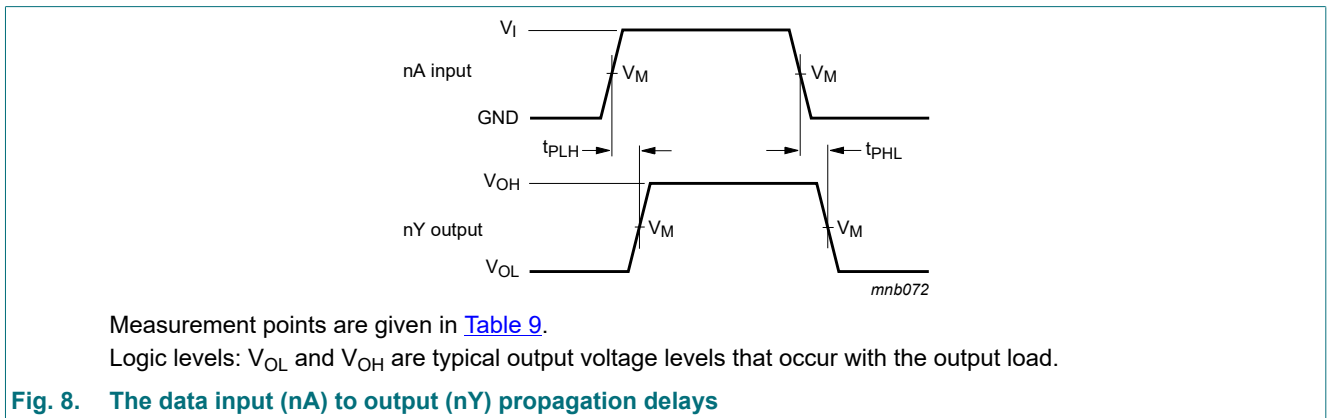 VI
nA input
VM
VM
GND
tPLH
tPHL
VOH
nY output
VM
VM
VOL
mnb072
Measurement points are given in Table 9.
Logic levels: VOL and VOH are typical output voltage levels that occur with the output load.
Fig. 8. The data input (nA) to output (nY) propagation delays